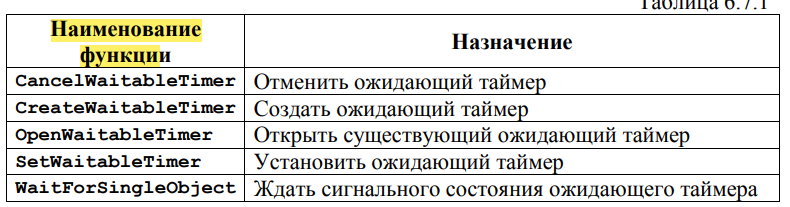 Таблица 6.7.1
Наименование
функции
Назначение
CancelWaitableTimer Отменить ожидающий таймер
CreateWaitableTimer Создать ожидающий таймер
OpenWaitableTimer Открыть существующий ожидающий таймер
SetWaitableTimer Установить ожидающий таймер
WaitForSingleObject Ждать сигнального состояния ожидающего таймера